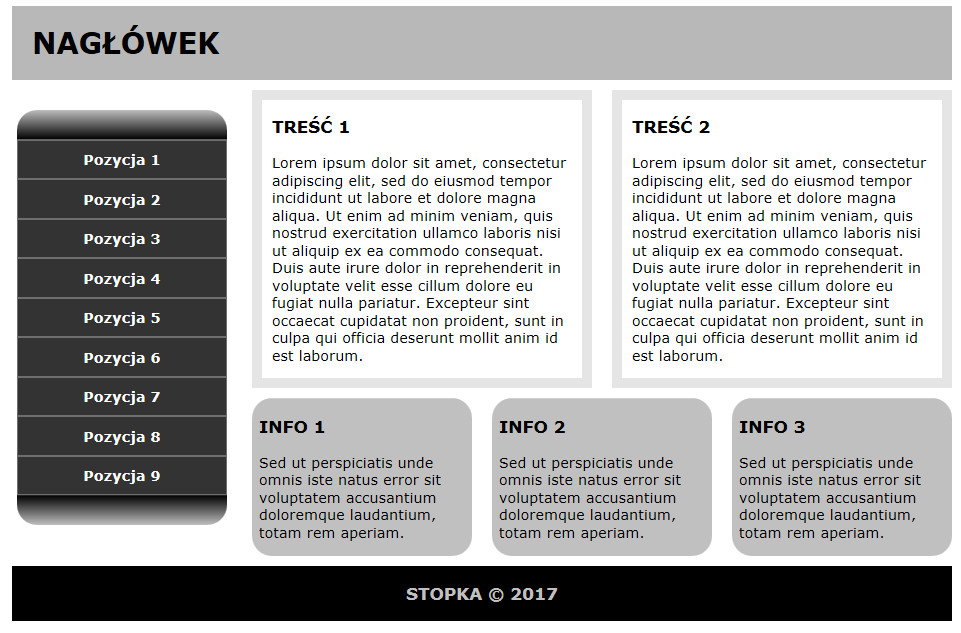 NAGŁÓWEK
Pozycja 1
Pozycja 2
Pozycja 3
Pozycja 4
Pozycja 5
Pozycja 6
Pozycja 7
Pozycja 8
Pozycja 9
TREŚĆ 1
Lorem ipsum dolor sit amet, consectetur
adipiscing elit, sed do eiusmod tempor
incididunt ut labore et dolore magna
aliqua. Ut enim ad minim veniam, quis
nostrud exercitation ullamco laboris nisi
ut aliquip ex ea commodo consequat.
Duis aute irure dolor in reprehenderit in
voluptate velit esse cillum dolore eu
fugiat nulla pariatur. Excepteur sint
occaecat cupidatat non proident, sunt in
culpa qui officia deserunt mollit anim id
est laborum.
TREŚĆ 2
Lorem ipsum dolor sit amet, consectetur
adipiscing elit, sed do eiusmod tempor
incididunt ut labore et dolore magna
aliqua. Ut enim ad minim veniam, quis
nostrud exercitation ullamco laboris nisi
ut aliquip ex ea commodo consequat.
Duis aute irure dolor in reprehenderit in
voluptate velit esse cillum dolore eu
fugiat nulla pariatur. Excepteur sint
occaecat cupidatat non proident, sunt in
culpa qui officia deserunt mollit anim id
est laborum.
INFO 1
Sed ut perspiciatis unde
omnis iste natus error sit
voluptatem accusantium
doloremque laudantium,
totam rem aperiam.
INFO 2
Sed ut perspiciatis unde
omnis iste natus error sit
voluptatem accusantium
doloremque laudantium,
totam rem aperiam.
INFO 3
Sed ut perspiciatis unde
omnis iste natus error sit
voluptatem accusantium
doloremque laudantium,
totam rem aperiam.
STOPKA © 2017